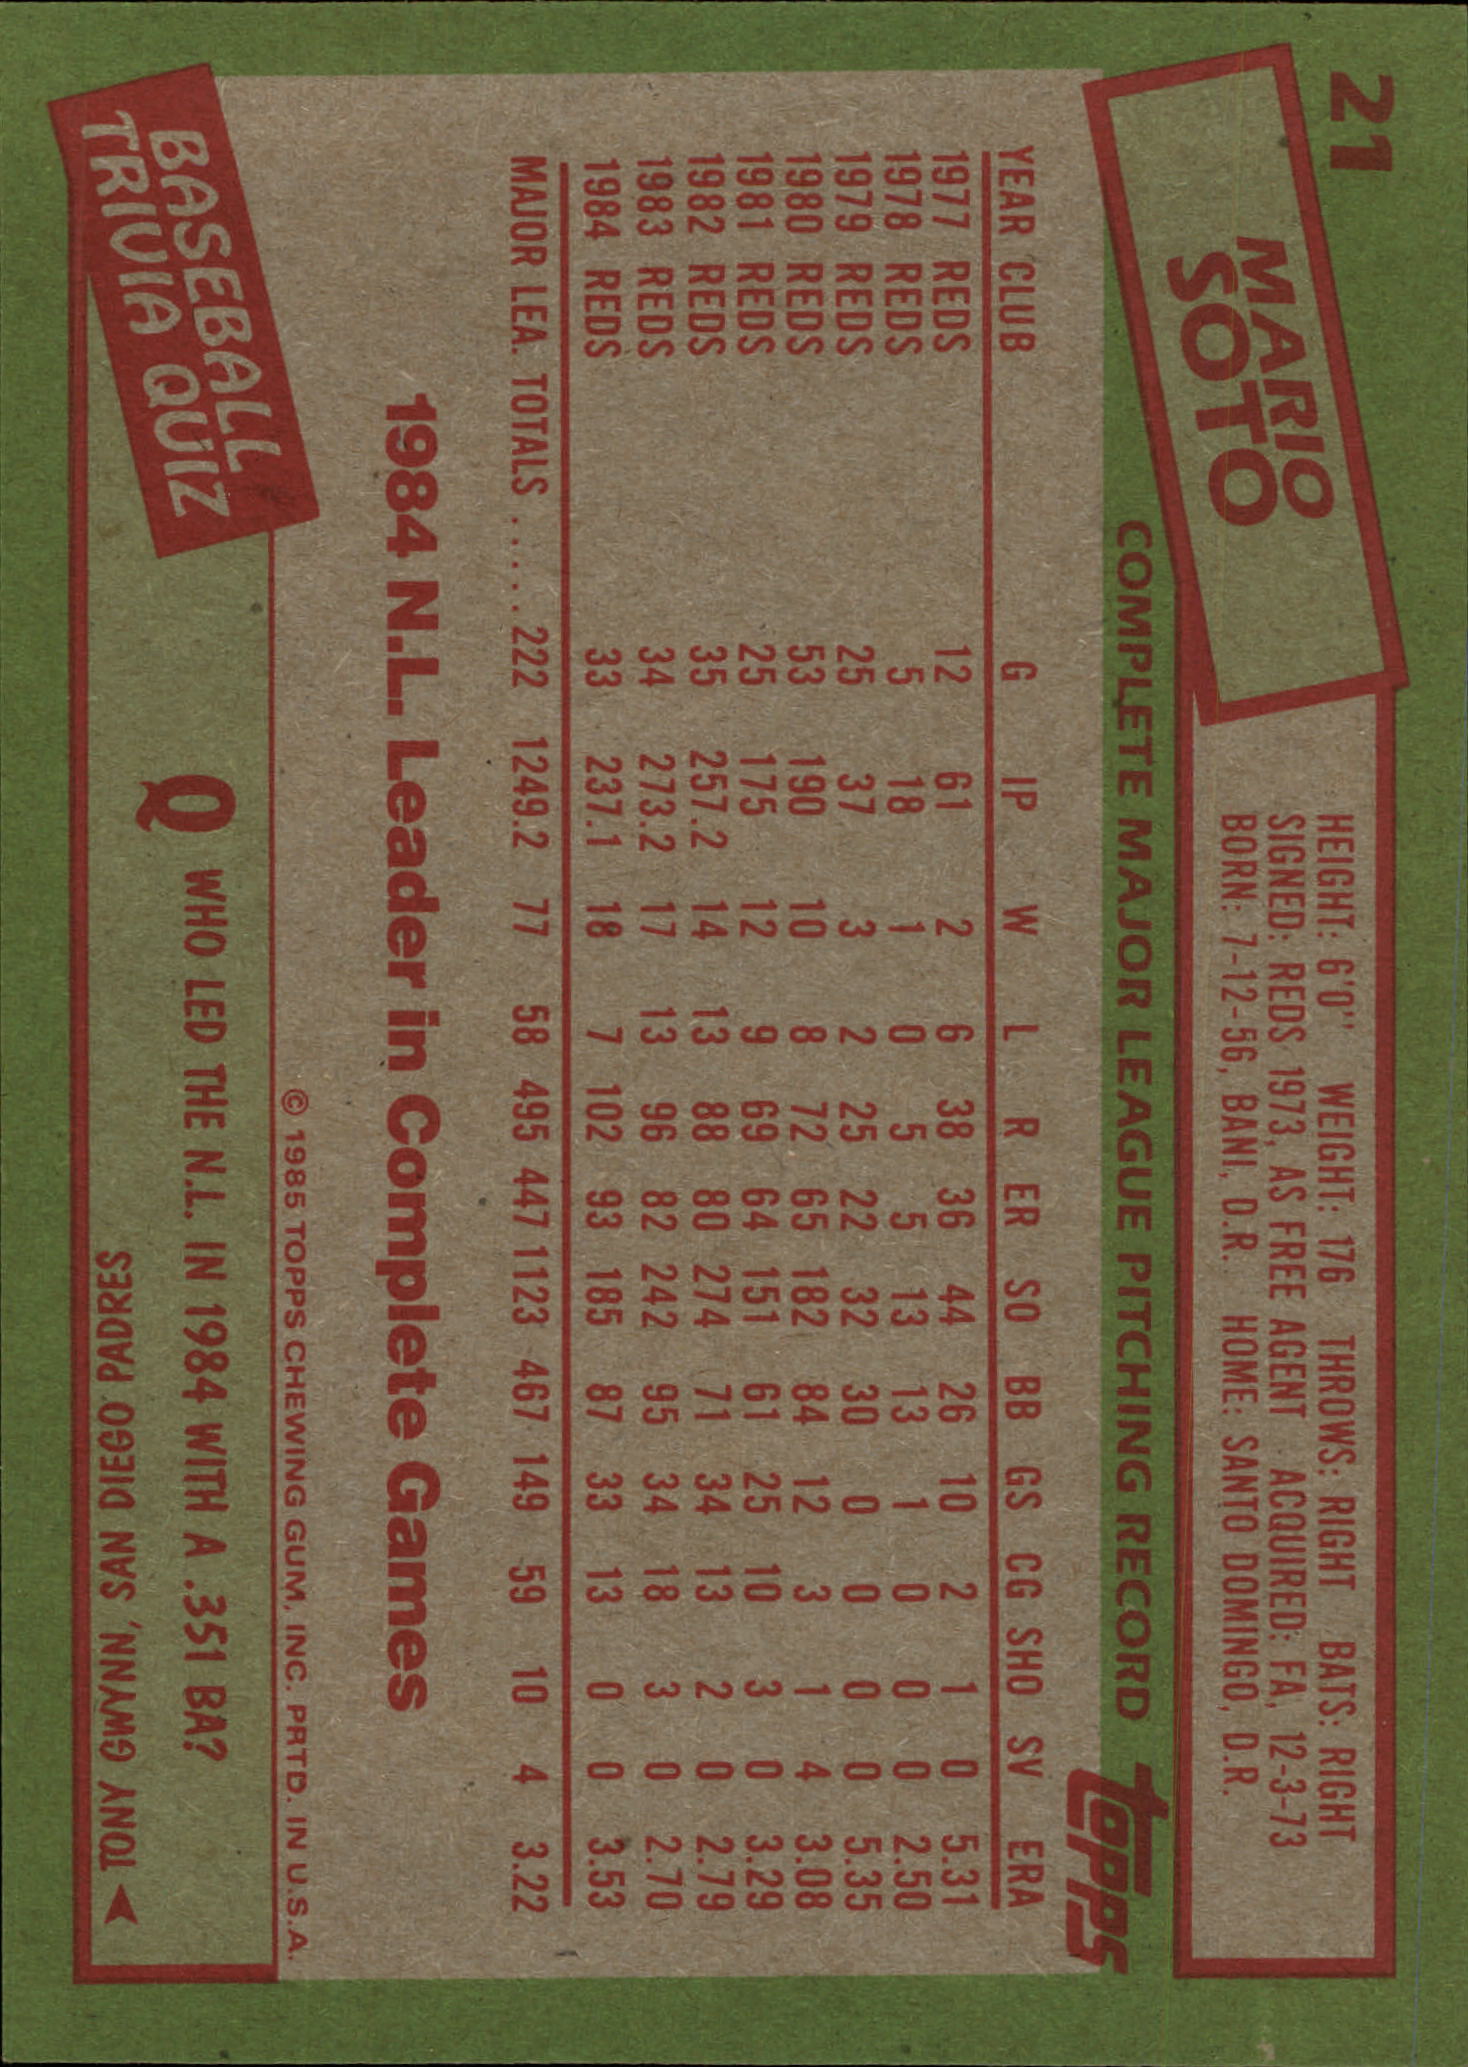 21
MARIO
SOTO
HEIGHT: 6'0" WEIGHT: 176 THROWS: RIGHT BATS: RIGHT
SIGNED: REDS 1973, AS FREE AGENT ACQUIRED: FA, 12-3-73
BORN: 7-12-56, BANI, D.R. HOME: SANTO DOMINGO, D.R.
COMPLETE MAJOR LEAGUE PITCHING RECORD topps
YEAR CLUB G IP W L R ER SO BB GS CG SHO SV ERA
1977 REDS 12 61 2 6 38 36 44 26 10 2 1 0 5.31
1978 REDS 5 18 1 0 5 5 13 13 1 0 0 0 2.50
1979 REDS 25 37 3 2 25 22 32 30 0 0 0 0 5.35
1980 REDS 53 190 10 8 72 65 182 84 12 3 1 4 3.08
1981 REDS 25 175 12 9 69 64 151 61 25 10 3 0 3.29
1982 REDS 35 257.2 14 13 88 80 274 71 34 13 2 0 2.79
1983 REDS 34 273.2 17 13 96 82 242 95 34 18 3 0 2.70
1984 REDS 33 237.1 18 7 102 93 185 87 33 13 0 0 3.53
MAJOR LEA. TOTALS ..... 222 1249.2 77 58 495 447 1123 467 149 59 10 4 3.22
1984 N.L. Leader in Complete Games
© 1985 TOPPS CHEWING GUM, INC. PRTD. IN U.S.A.
BASEBALL
TRIVIA QUIZ
Q WHO LED THE N.L. IN 1984 WITH A .351 BA?
TONY GWYNN, SAN DIEGO PADRES